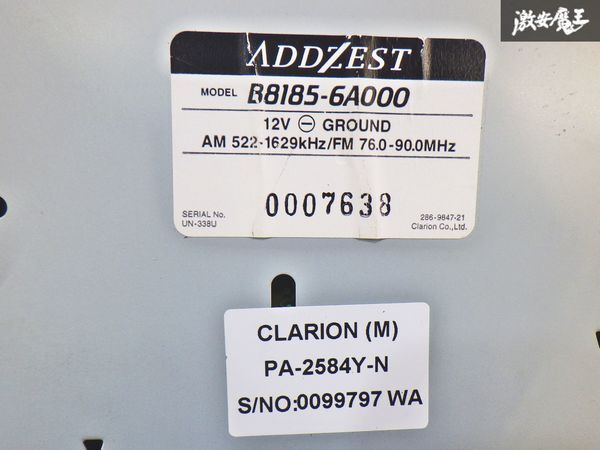 激安魔王
ADDZEST
MODEL B8185-6A000
12V ⊖ GROUND
AM 522-1629kHz/FM 76.0-90.0MHz
0007638
SERIAL No.
UN-338U
286-9847-21
Clarion Co.,Ltd.
CLARION (M)
PA-2584Y-N
S/NO:0099797 WA